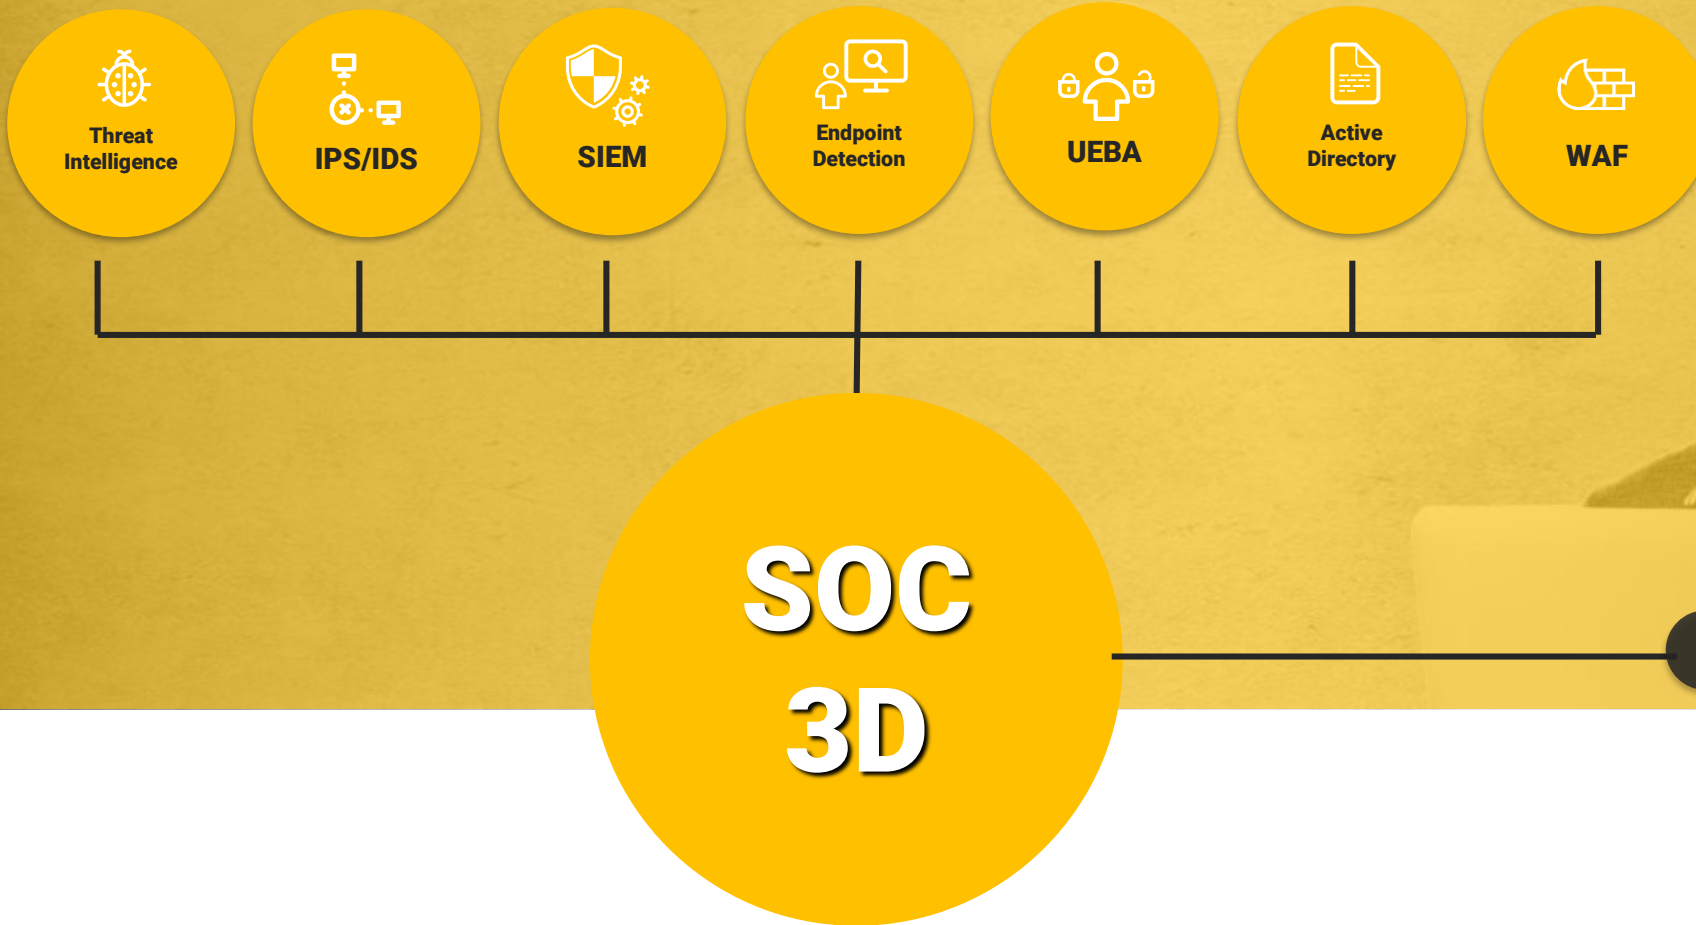 Threat
Intelligence
IPS/IDS
SIEM
Endpoint
Detection
UEBA
Active
Directory
WAF
SOC
3D